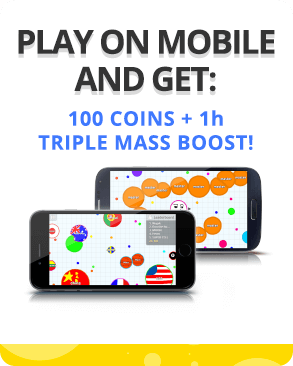 PLAY ON MOBILE
AND GET:
100 COINS + 1h
TRIPLE MASS BOOST!